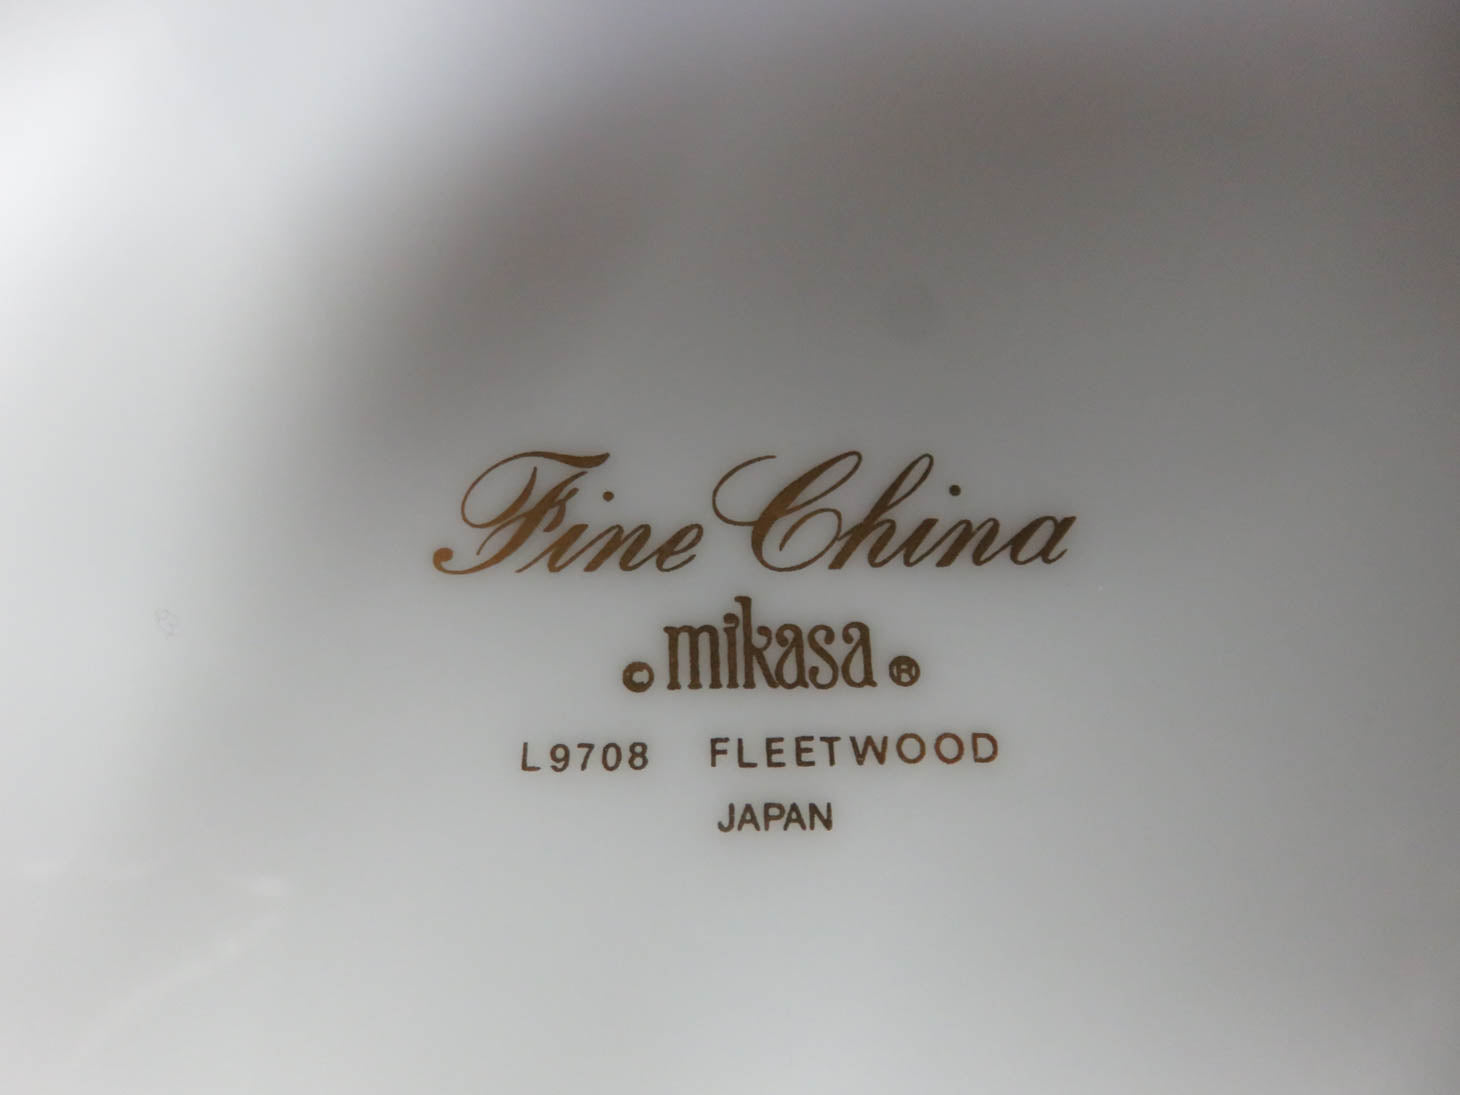 Fine China
© mikasa ®
L9708 FLEETWOOD
JAPAN